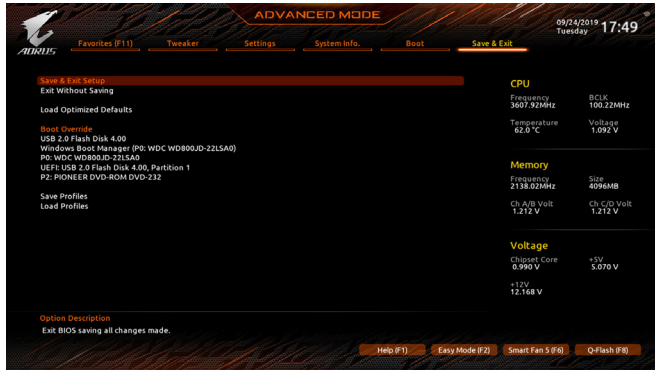 ADVANCED MODE
09/24/2019 Tuesday 17:49
AORUS
Favorites (F11) Tweaker Settings System Info. Boot Save & Exit
Save & Exit Setup
Exit Without Saving
Load Optimized Defaults
Boot Override
USB 2.0 Flash Disk 4.00
Windows Boot Manager (P0: WDC WD800JD-22LSA0)
P0: WDC WD800JD-22LSA0
UEFI: USB 2.0 Flash Disk 4.00, Partition 1
P2: PIONEER DVD-ROM DVD-232
Save Profiles
Load Profiles
CPU
Frequency BCLK
3607.92MHz 100.22MHz
Temperature Voltage
62.0 °C 1.092 V
Memory
Frequency Size
2138.02MHz 4096MB
Ch A/B Volt Ch C/D Volt
1.212 V 1.212 V
Voltage
Chipset Core +5V
0.990 V 5.070 V
+12V
12.168 V
Option Description
Exit BIOS saving all changes made.
Help (F1) Easy Mode (F2) Smart Fan 5 (F6) Q-Flash (F8)